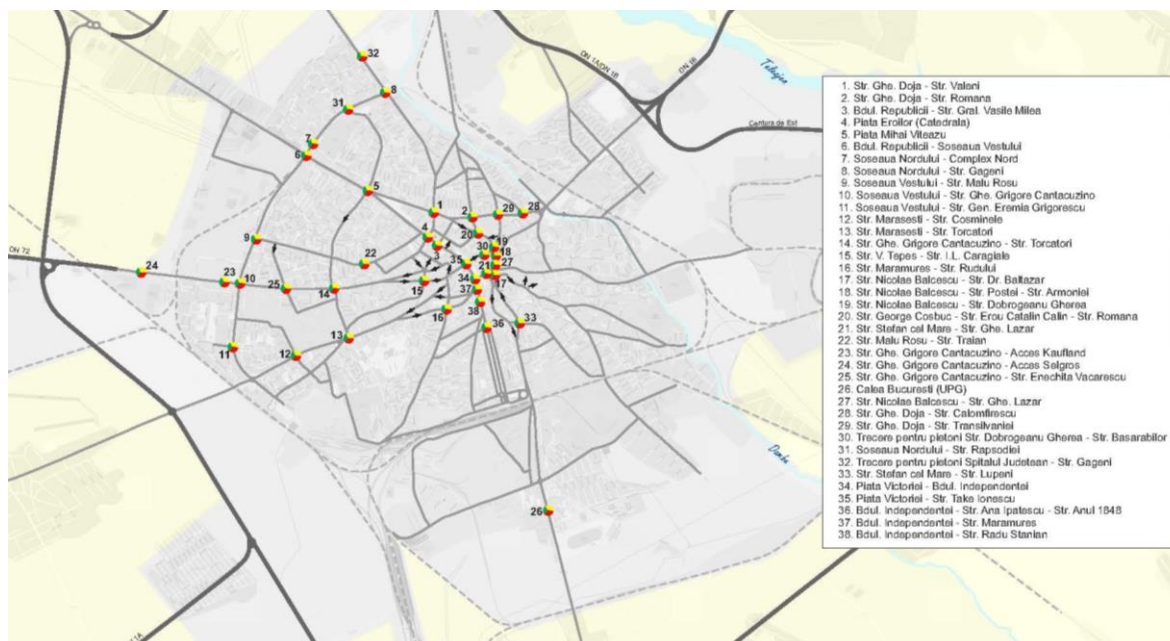 32
8
31
7
6
5
1
2
29
28
20
4
3
19
30
18
35
27
21
17
34
37
9
22
DN 72
24
23
10
25
14
15
16
38
36
33
13
11
12
26
DN 1A/DN 1B
DN 1B
Teleajen
Centura de Est
Dambu
1A
1. Str. Ghe. Doja - Str. Valeni
2. Str. Ghe. Doja - Str. Romana
3. Bdul. Republicii - Str. Gral. Vasile Milea
4. Piata Eroilor (Catedrala)
5. Piata Mihai Viteazu
6. Bdul. Republicii - Soseaua Vestului
7. Soseaua Nordului - Complex Nord
8. Soseaua Nordului - Str. Gageni
9. Soseaua Vestului - Str. Malu Rosu
10. Soseaua Vestului - Str. Ghe. Grigore Cantacuzino
11. Soseaua Vestului - Str. Gen. Eremia Grigorescu
12. Str. Marasesti - Str. Cosminele
13. Str. Marasesti - Str. Torcatori
14. Str. Ghe. Grigore Cantacuzino - Str. Torcatori
15. Str. V. Tepes - Str. I.L. Caragiale
16. Str. Maramures - Str. Rudului
17. Str. Nicolae Balcescu - Str. Dr. Baltazar
18. Str. Nicolae Balcescu - Str. Postei - Str. Armoniei
19. Str. Nicolae Balcescu - Str. Dobrogeanu Gherea
20. Str. George Cosbuc - Str. Erou Catalin Calin - Str. Romana
21. Str. Stefan cel Mare - Str. Ghe. Lazar
22. Str. Malu Rosu - Str. Traian
23. Str. Ghe. Grigore Cantacuzino - Acces Kaufland
24. Str. Ghe. Grigore Cantacuzino - Acces Selgros
25. Str. Ghe. Grigore Cantacuzino - Str. Enechita Vacarescu
26. Calea Bucuresti (UPG)
27. Str. Nicolae Balcescu - Str. Ghe. Lazar
28. Str. Ghe. Doja - Str. Calomfirescu
29. Str. Ghe. Doja - Str. Transilvaniei
30. Trecere pentru pietoni Str. Dobrogeanu Gherea - Str. Basarabilor
31. Soseaua Nordului - Str. Rapsodiei
32. Trecere pentru pietoni Spitalul Judetean - Str. Gageni
33. Str. Stefan cel Mare - Str. Lupeni
34. Piata Victoriei - Bdul. Independentei
35. Piata Victoriei - Str. Take Ionescu
36. Bdul. Independentei - Str. Ana Ipatescu - Str. Anul 1848
37. Bdul. Independentei - Str. Maramures
38. Bdul. Independentei - Str. Radu Stanian